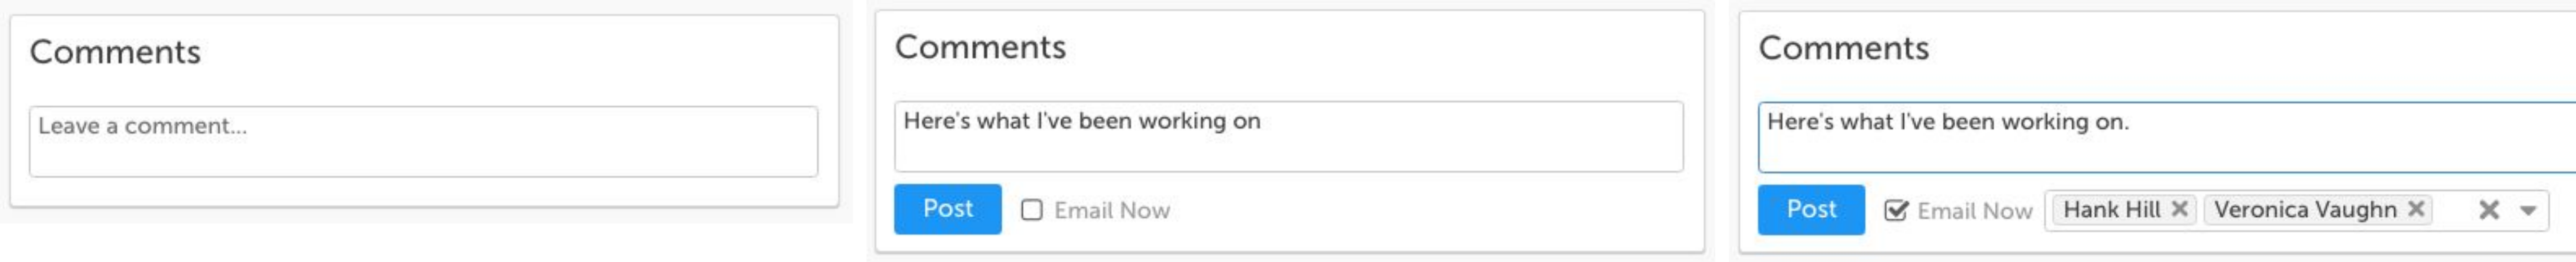 Comments
Leave a comment...
Comments
Here's what I've been working on
Post Email Now
Comments
Here's what I've been working on.
Post Email Now Hank Hill Veronica Vaughn